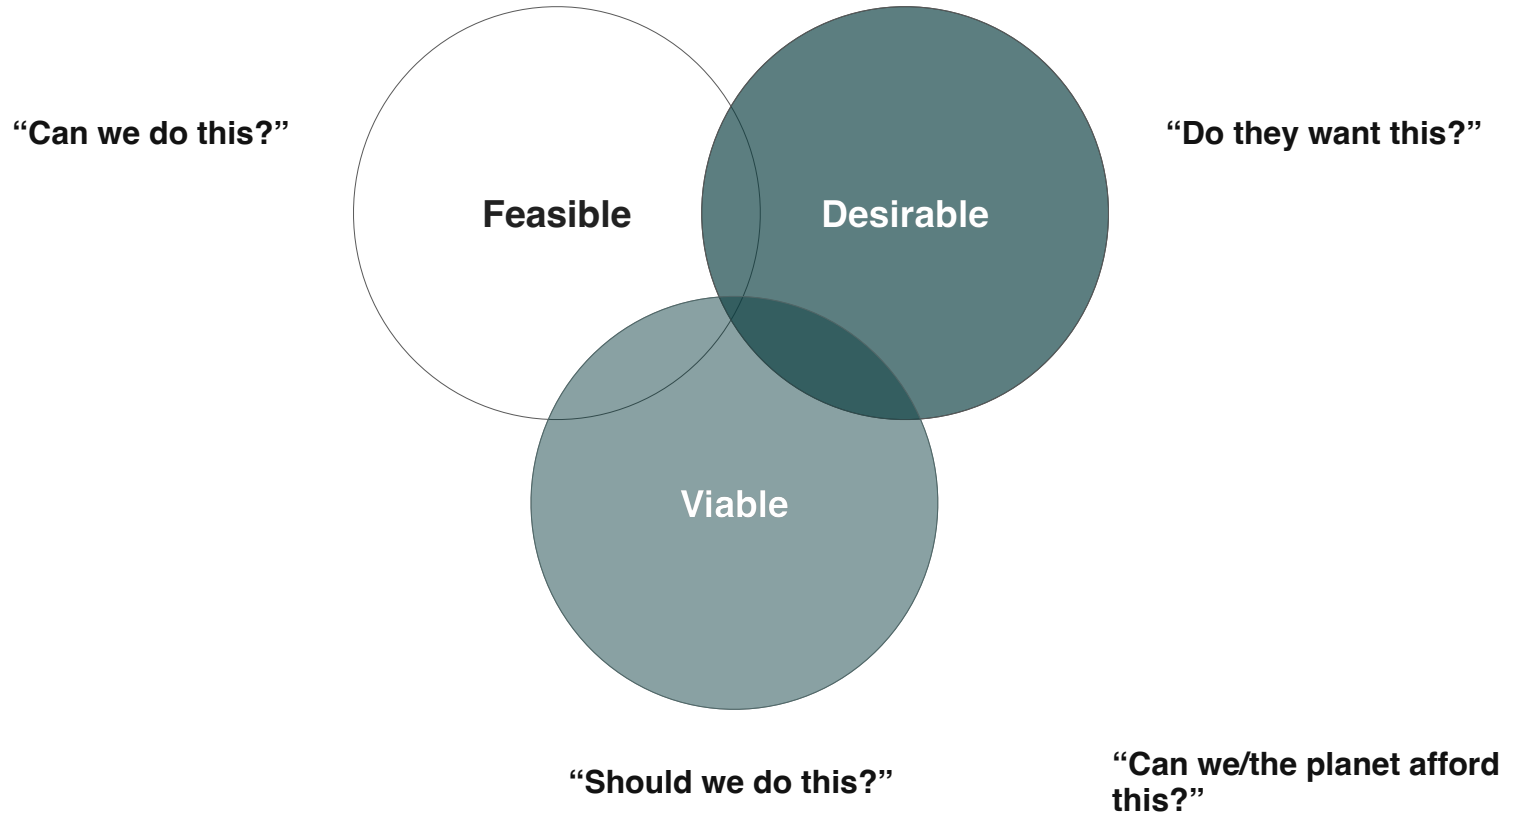 “Can we do this?”
“Do they want this?”
Feasible
Desirable
Viable
“Should we do this?”
“Can we/the planet afford
this?”